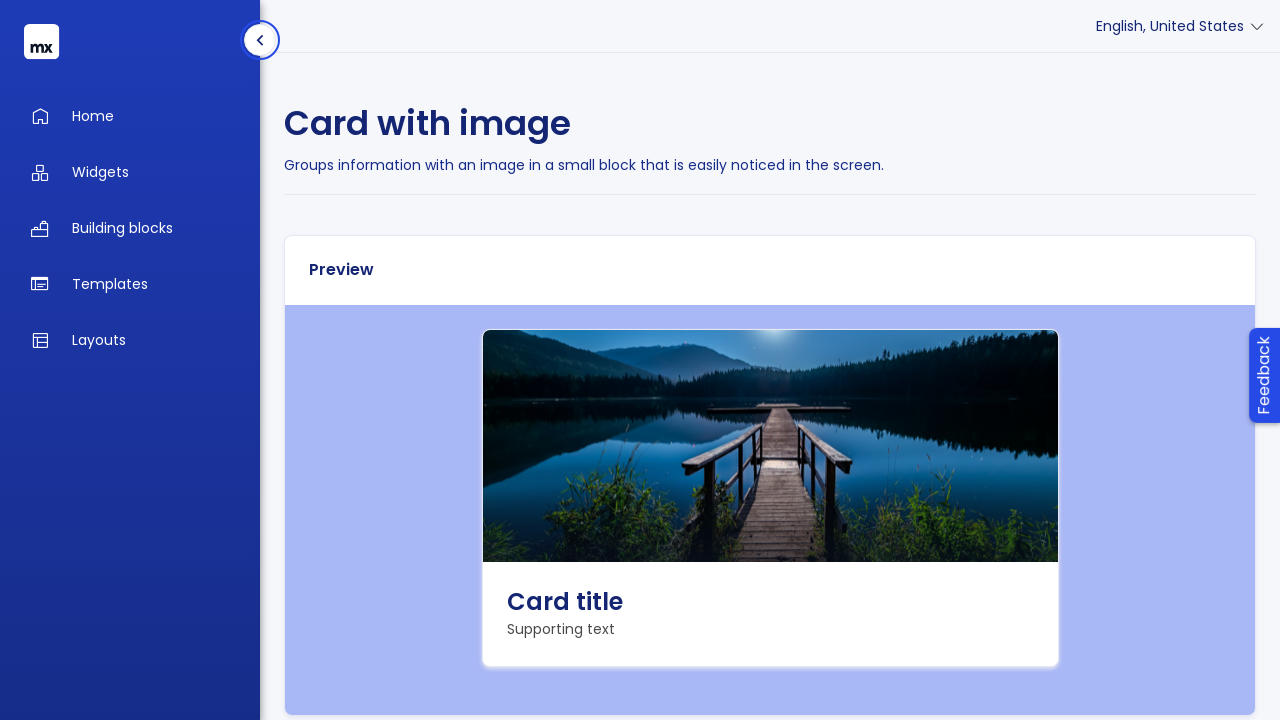 mx
English, United States
Home
Widgets
Building blocks
Templates
Layouts
Card with image
Groups information with an image in a small block that is easily noticed in the screen.
Preview
Card title
Supporting text
Feedback